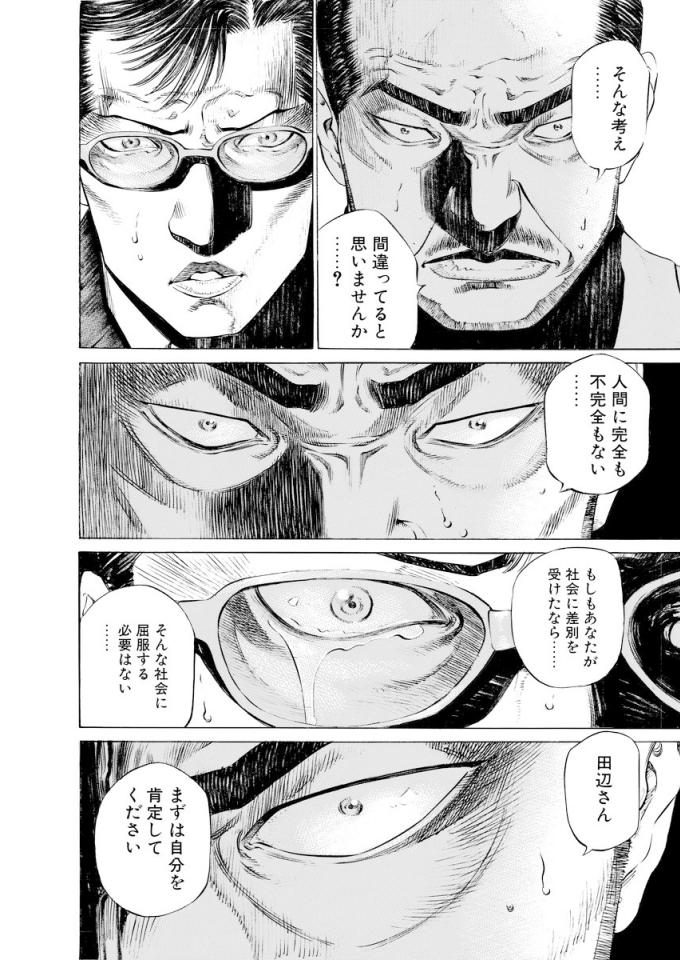 そんな考え
……
間違ってると
思いませんか
……？
人間に完全も
不完全もない
……
もしもあなたが
社会に差別を
受けたなら……
そんな社会に
屈服する
必要はない
……
田辺さん
まずは自分を
肯定して
ください